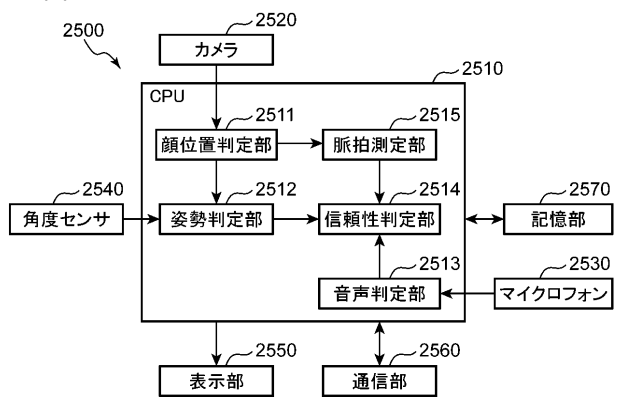 2500
2520
カメラ
2510
CPU
2511
顔位置判定部
2515
脈拍測定部
2540
角度センサ
2512
姿勢判定部
2514
信頼性判定部
2570
記憶部
2513
音声判定部
2530
マイクロフォン
2550
表示部
2560
通信部